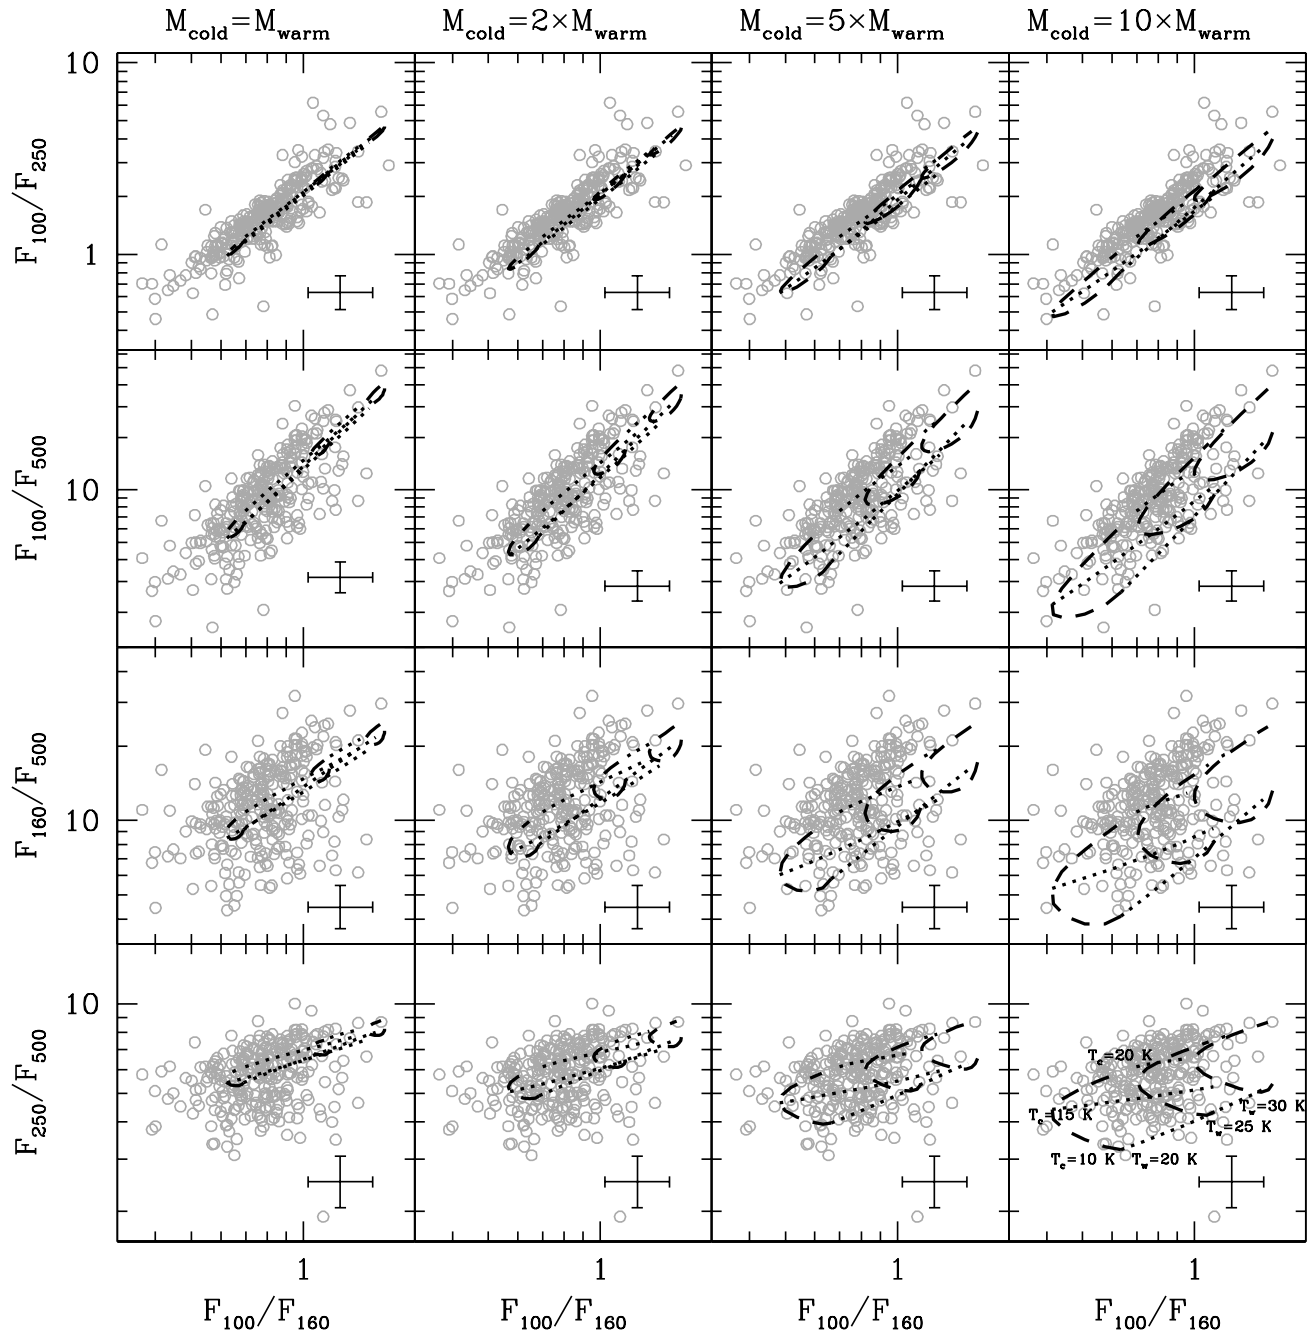 M_cold=M_warm M_cold=2×M_warm M_cold=5×M_warm M_cold=10×M_warm
10
F_100/F_250
1
F_100/F_500
10
F_160/F_500
10
10
F_250/F_500
T_c=20 K
T_c=15 K
T_w=30 K
T_w=25 K
T_c=10 K T_w=20 K
1 1 1 1
F_100/F_160 F_100/F_160 F_100/F_160 F_100/F_160